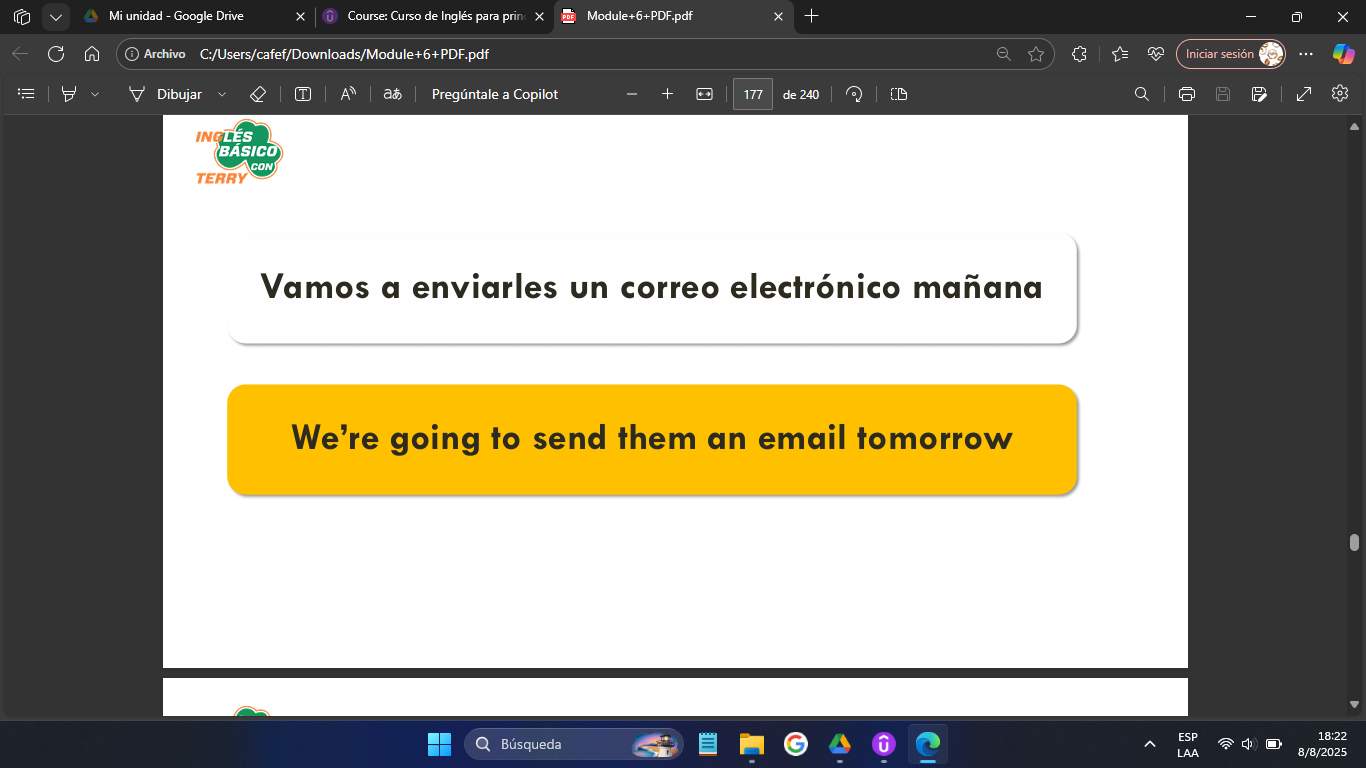 Mi unidad - Google Drive
Course: Curso de Inglés para prin
Module+6+PDF.pdf
Archivo
C:/Users/cafef/Downloads/Module+6+PDF.pdf
Iniciar sesión
Dibujar
aあ
Pregúntale a Copilot
177
de 240
INGLÉS
BÁSICO
CON
TERRY
Vamos a enviarles un correo electrónico mañana
We're going to send them an email tomorrow
Búsqueda
ESP
LAA
18:22
8/8/2025